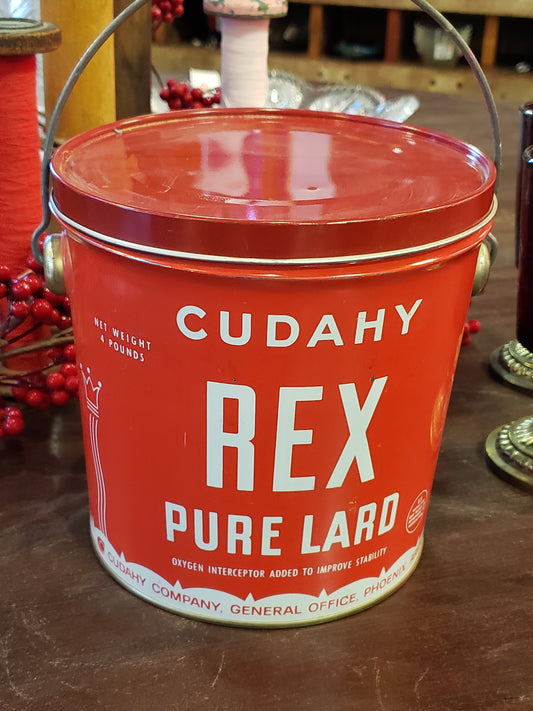 CUDAHY
NET WEIGHT
4 POUNDS
REX
PURE LARD
OXYGEN INTERCEPTOR ADDED TO IMPROVE STABILITY
CUDAHY COMPANY, GENERAL OFFICE, PHOENIX,